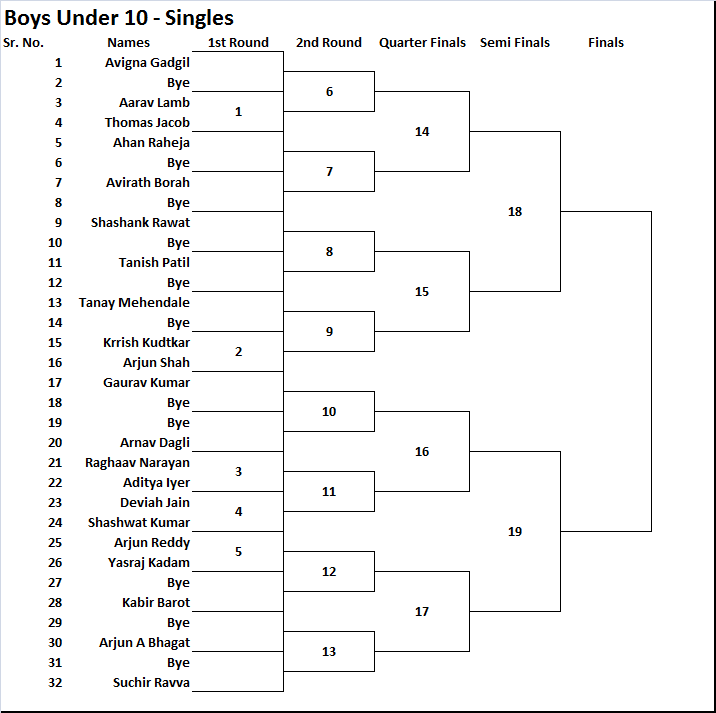 Boys Under 10 - Singles
Sr. No. Names 1st Round 2nd Round Quarter Finals Semi Finals Finals
1 Avigna Gadgil
2 Bye 6
3 Aarav Lamb 1
4 Thomas Jacob 14
5 Ahan Raheja
6 Bye 7
7 Avirath Borah
8 Bye 18
9 Shashank Rawat
10 Bye 8
11 Tanish Patil
12 Bye 15
13 Tanay Mehendale
14 Bye 9
15 Krrish Kudtkar 2
16 Arjun Shah
17 Gaurav Kumar
18 Bye 10
19 Bye
20 Arnav Dagli 16
21 Raghaav Narayan 3
22 Aditya Iyer 11
23 Deviah Jain 4
24 Shashwat Kumar 19
25 Arjun Reddy 5
26 Yasraj Kadam 12
27 Bye
28 Kabir Barot 17
29 Bye
30 Arjun A Bhagat 13
31 Bye
32 Suchir Ravva